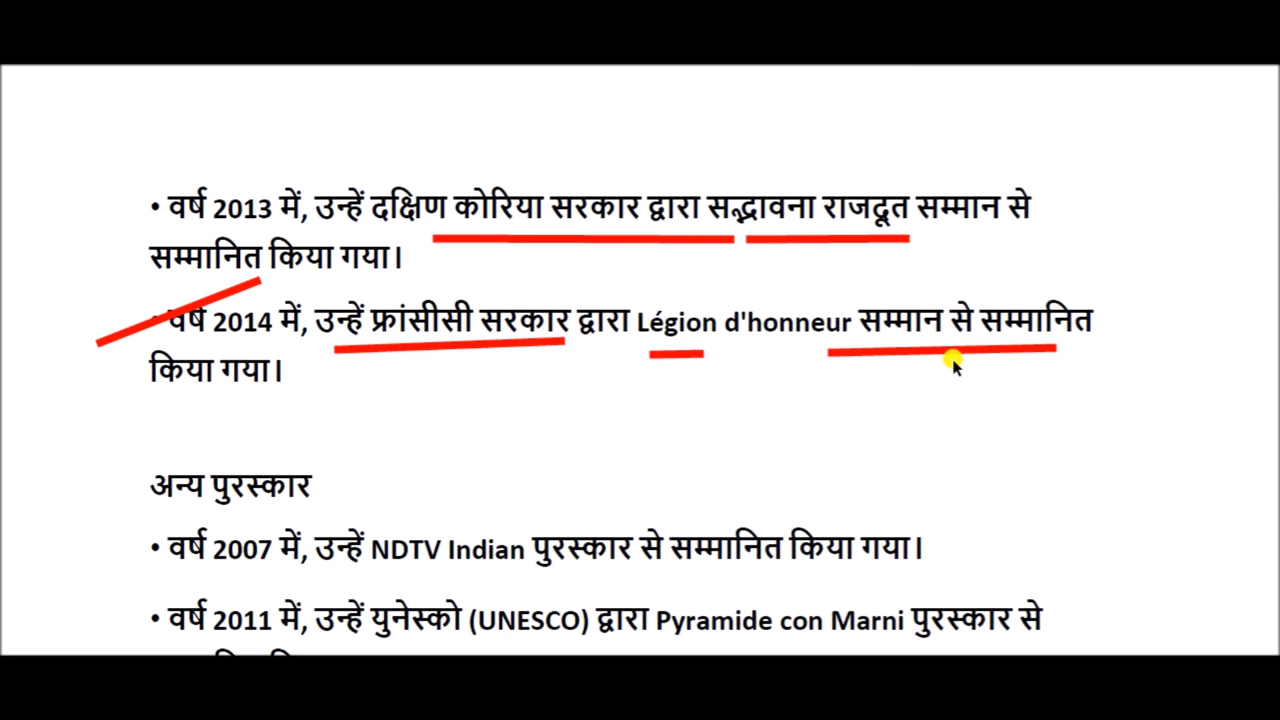 • वर्ष 2013 में, उन्हें दक्षिण कोरिया सरकार द्वारा सद्भावना राजदूत सम्मान से
सम्मानित किया गया।
• वर्ष 2014 में, उन्हें फ्रांसीसी सरकार द्वारा Légion d'honneur सम्मान से सम्मानित
किया गया।
अन्य पुरस्कार
• वर्ष 2007 में, उन्हें NDTV Indian पुरस्कार से सम्मानित किया गया।
• वर्ष 2011 में, उन्हें युनेस्को (UNESCO) द्वारा Pyramide con Marni पुरस्कार से